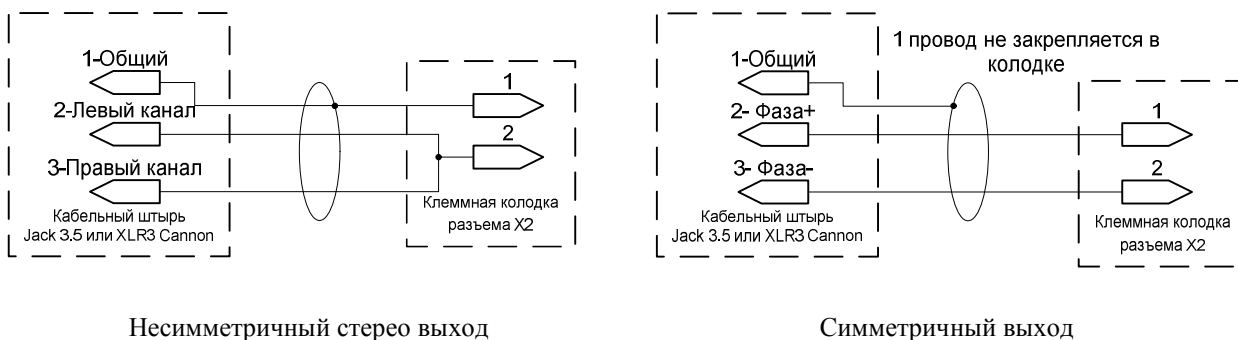 1-Общий
2-Левый канал
3-Правый канал
Кабельный штырь
Jack 3.5 или XLR3 Cannon
1
2
Клеммная колодка
разъема X2
Несимметричный стерео выход
1 провод не закрепляется в
колодке
1-Общий
2- Фаза+
3- Фаза-
Кабельный штырь
Jack 3.5 или XLR3 Cannon
1
2
Клеммная колодка
разъема X2
Симметричный выход